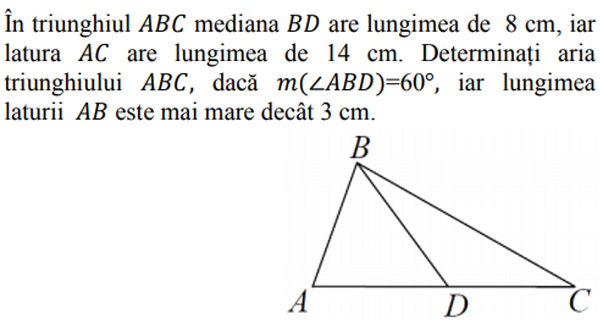 În triunghiul ABC mediana BD are lungimea de 8 cm, iar
latura AC are lungimea de 14 cm. Determinați aria
triunghiului ABC, dacă m(∠ABD)=60°, iar lungimea
laturii AB este mai mare decât 3 cm.
B
A
D
C